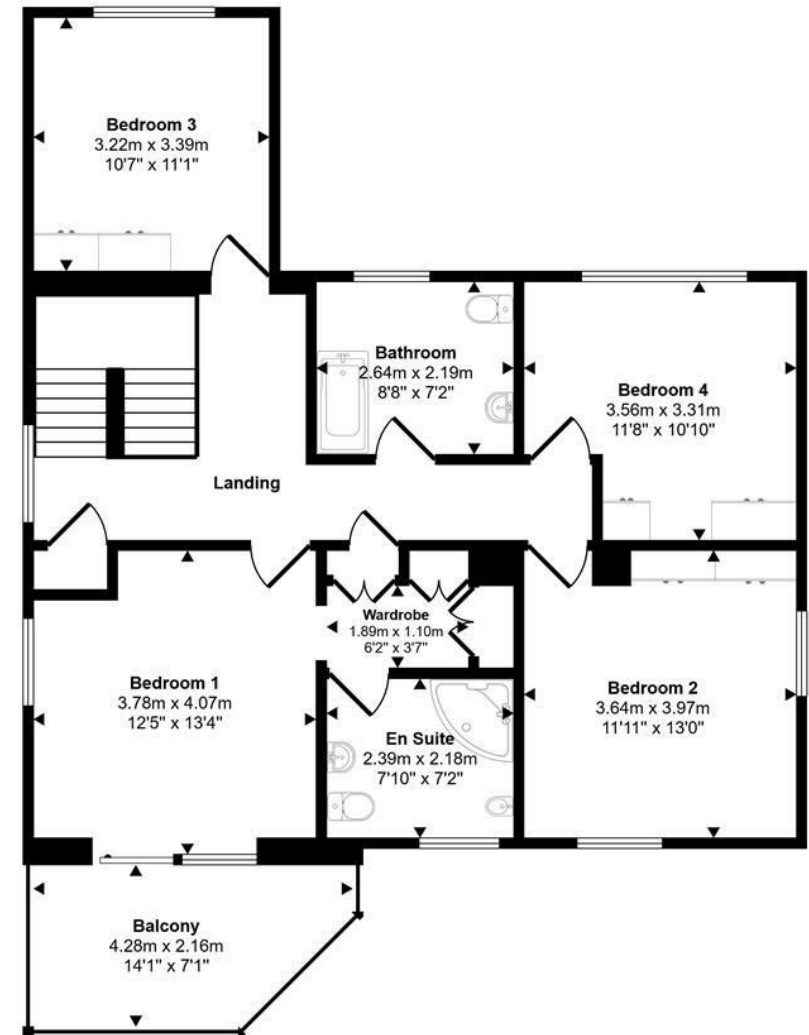 Bedroom 3
3.22m x 3.39m
10'7" x 11'1"
Bathroom
2.64m x 2.19m
8'8" x 7'2"
Bedroom 4
3.56m x 3.31m
11'8" x 10'10"
Landing
Wardrobe
1.89m x 1.10m
6'2" x 3'7"
Bedroom 1
3.78m x 4.07m
12'5" x 13'4"
Bedroom 2
3.64m x 3.97m
11'11" x 13'0"
En Suite
2.39m x 2.18m
7'10" x 7'2"
Balcony
4.28m x 2.16m
14'1" x 7'1"